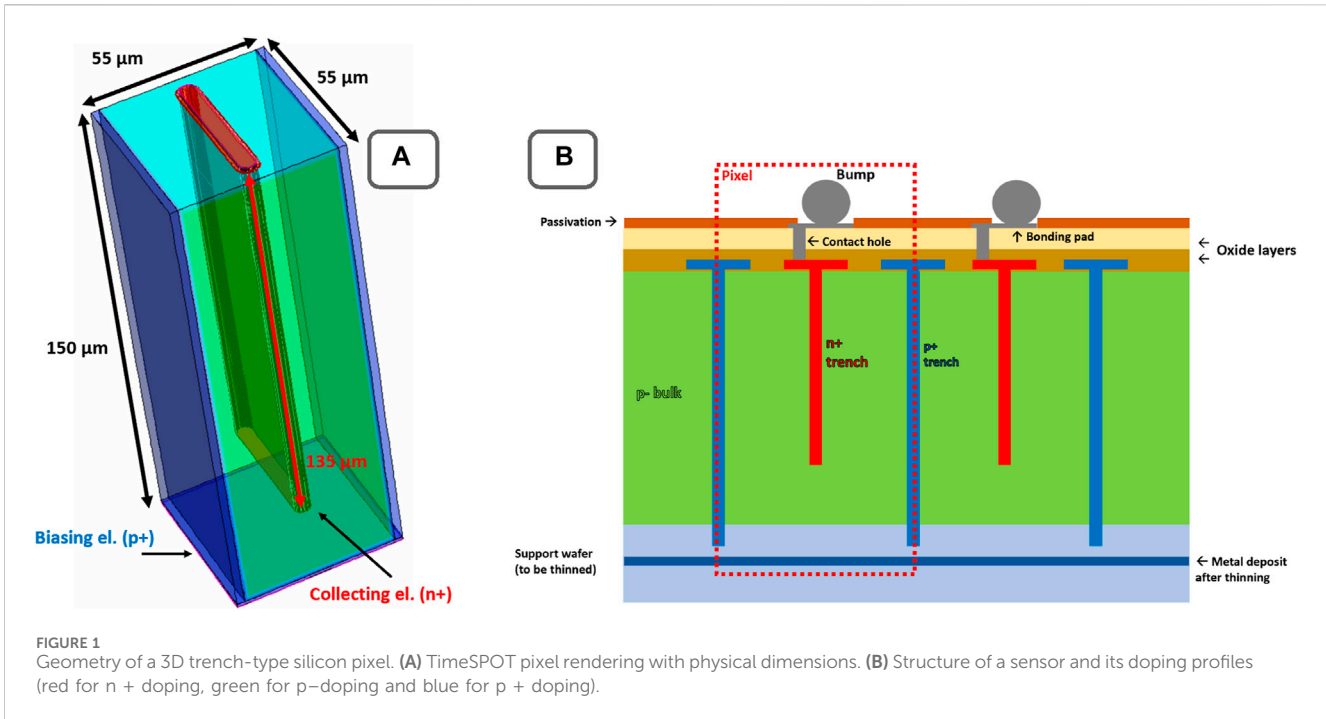 55 µm
55 µm
A
150 µm
135 µm
Biasing el. (p+)
Collecting el. (n+)
B
Pixel
Bump
Passivation →
← Contact hole
↑ Bonding pad
←
← Oxide layers
n+
trench
p+
trench
p- bulk
Support wafer
(to be thinned)
← Metal deposit
after thinning
FIGURE 1
Geometry of a 3D trench-type silicon pixel. (A) TimeSPOT pixel rendering with physical dimensions. (B) Structure of a sensor and its doping profiles
(red for n + doping, green for p–doping and blue for p + doping).